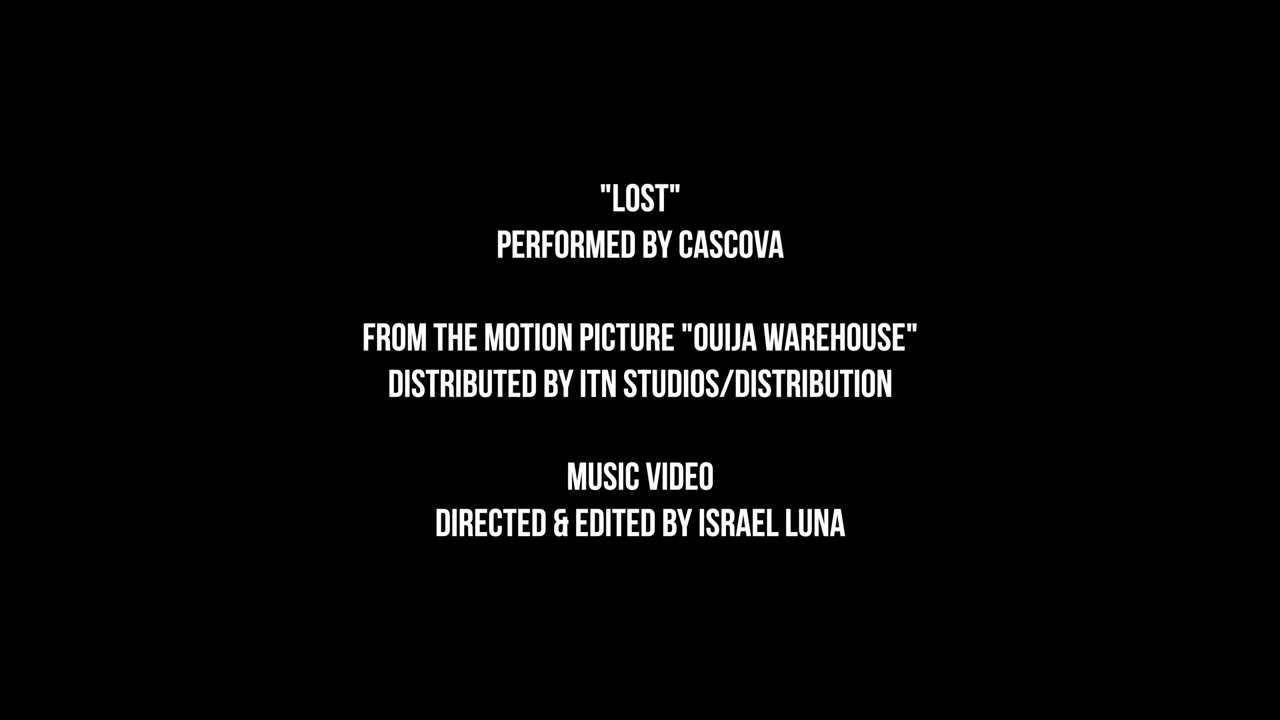 "LOST"
PERFORMED BY CASCOVA
FROM THE MOTION PICTURE "OUIJA WAREHOUSE"
DISTRIBUTED BY ITN STUDIOS/DISTRIBUTION
MUSIC VIDEO
DIRECTED & EDITED BY ISRAEL LUNA